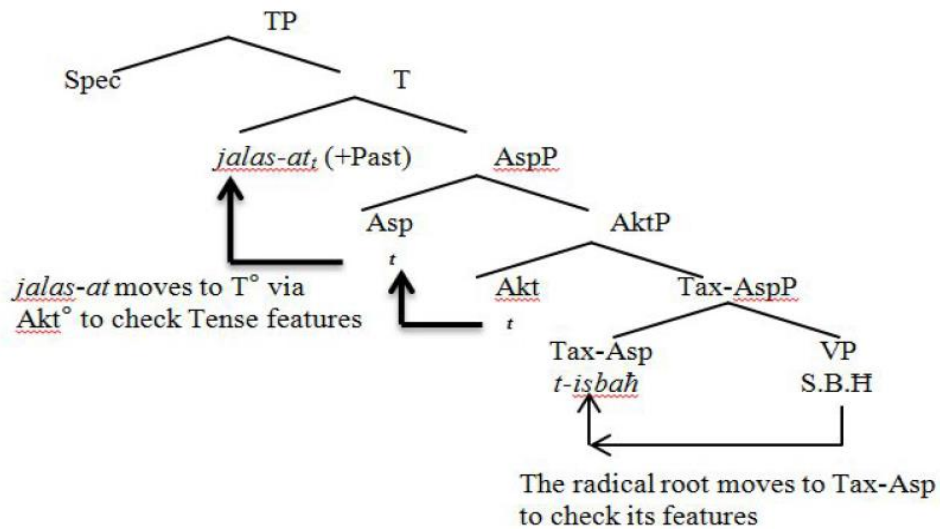 TP
Spec T
jalas-atₜ (+Past) AspP
Asp AktP
t
jalas-at moves to T° via Akt Tax-AspP
Akt° to check Tense features t
Tax-Asp VP
t-isbaħ S.B.Ħ
The radical root moves to Tax-Asp
to check its features